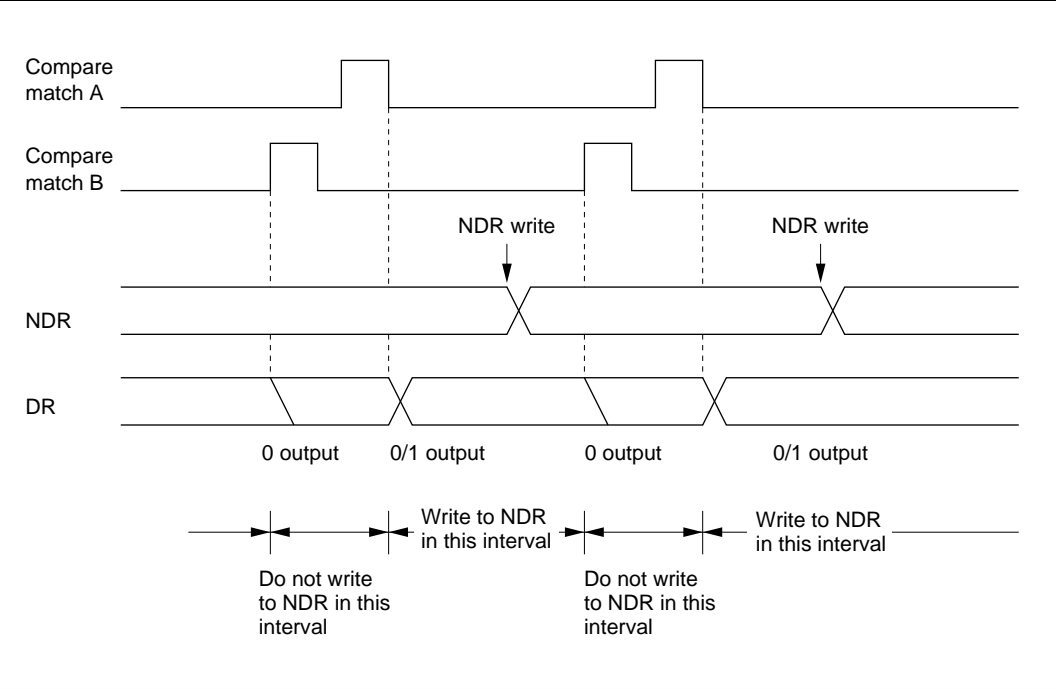 Compare
match A
Compare
match B
NDR write
NDR write
NDR
DR
0 output
0/1 output
0 output
0/1 output
Write to NDR
in this interval
Write to NDR
in this interval
Do not write
to NDR in this
interval
Do not write
to NDR in this
interval